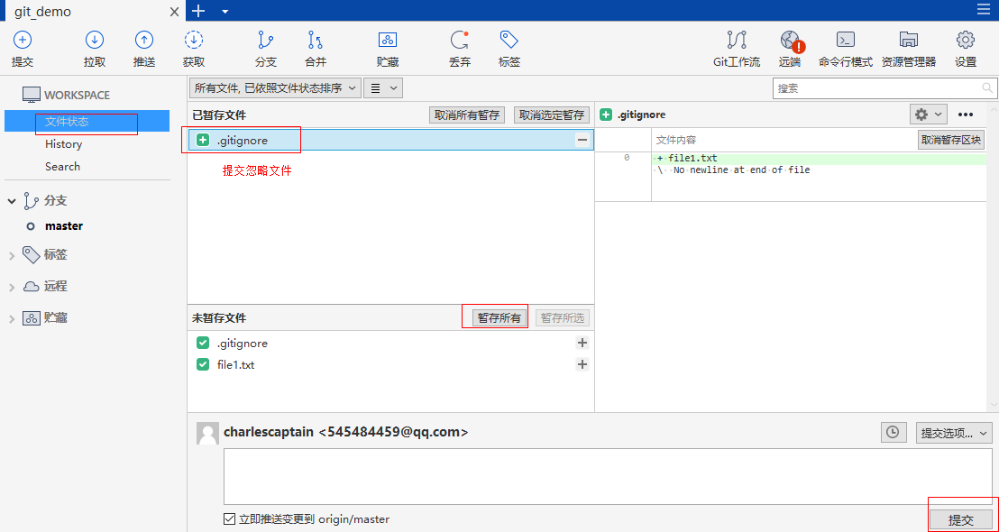 git_demo
提交
拉取
推送
获取
分支
合并
贮藏
丢弃
标签
Git工作流
远端
命令行模式
资源管理器
设置
WORKSPACE
文件状态
History
Search
分支
master
标签
远程
贮藏
所有文件, 已依照文件状态排序
搜索
已暂存文件
取消所有暂存
取消选定暂存
.gitignore
提交忽略文件
未暂存文件
暂存所有
暂存所选
.gitignore
file1.txt
.gitignore
文件内容
取消暂存区块
0
+ file1.txt
\ No newline at end of file
charlescaptain <545484459@qq.com>
提交选项...
立即推送变更到 origin/master
提交